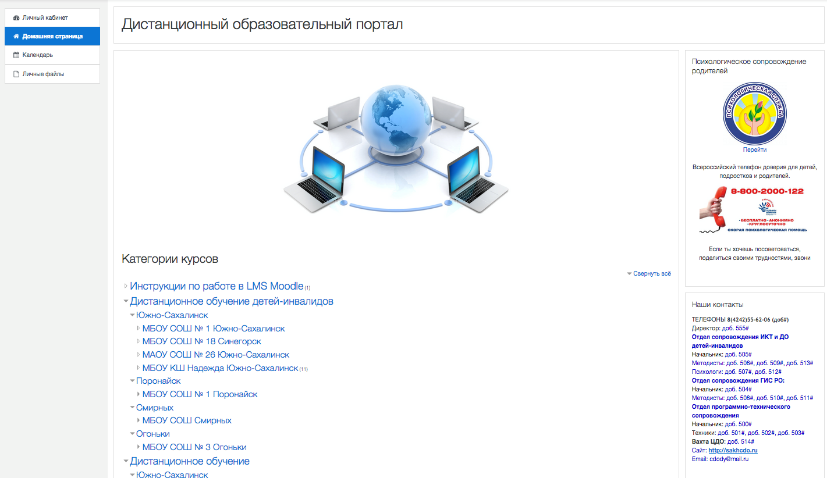 Личный кабинет
Домашняя страница
Календарь
Личные файлы
Дистанционный образовательный портал
Категории курсов
Свернуть всё
Инструкции по работе в LMS Moodle (1)
Дистанционное обучение детей-инвалидов
Южно-Сахалинск
МБОУ СОШ № 1 Южно-Сахалинск
МБОУ СОШ № 18 Синегорск
МАОУ СОШ № 26 Южно-Сахалинск
МБОУ КШ Надежда Южно-Сахалинск (11)
Поронайск
МБОУ СОШ № 1 Поронайск
Смирных
МБОУ СОШ Смирных
Огоньки
МБОУ СОШ № 3 Огоньки
Дистанционное обучение
Южно-Сахалинск
Психологическое сопровождение
родителей
Перейти
Всероссийский телефон доверия для детей,
подростков и родителей.
8-800-2000-122
•БЕСПЛАТНО •АНОНИМНО
•КРУГЛОСУТОЧНО
СКОРАЯ ПСИХОЛОГИЧЕСКАЯ ПОМОЩЬ
Если ты хочешь посоветоваться,
поделиться своими трудностями, звони
Наши контакты
ТЕЛЕФОНЫ 8(4242)55-62-06 (доб#)
Директор: доб. 555#
Отдел сопровождения ИКТ и ДО
детей-инвалидов
Начальник: доб. 505#
Методисты: доб. 506#, доб. 509#, доб. 513#
Психологи: доб. 507#, доб. 512#
Отдел сопровождения ГИС РО:
Начальник: доб. 504#
Методисты: доб. 508#, доб. 510#, доб. 511#
Отдел программно-технического
сопровождения
Начальник: доб. 500#
Техники: доб. 501#, доб. 502#, доб. 503#
Вахта ЦДО: доб. 514#
Сайт: http://sakhcdo.ru
Email: cdody@mail.ru